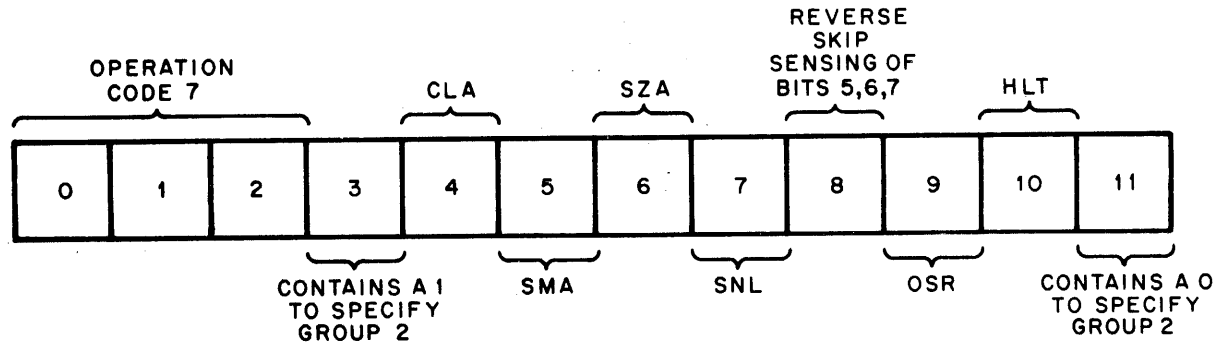 OPERATION
CODE 7
CLA
SZA
REVERSE
SKIP
SENSING OF
BITS 5,6,7
HLT
0 1 2 3 4 5 6 7 8 9 10 11
CONTAINS A 1
TO SPECIFY
GROUP 2
SMA
SNL
OSR
CONTAINS A 0
TO SPECIFY
GROUP 2